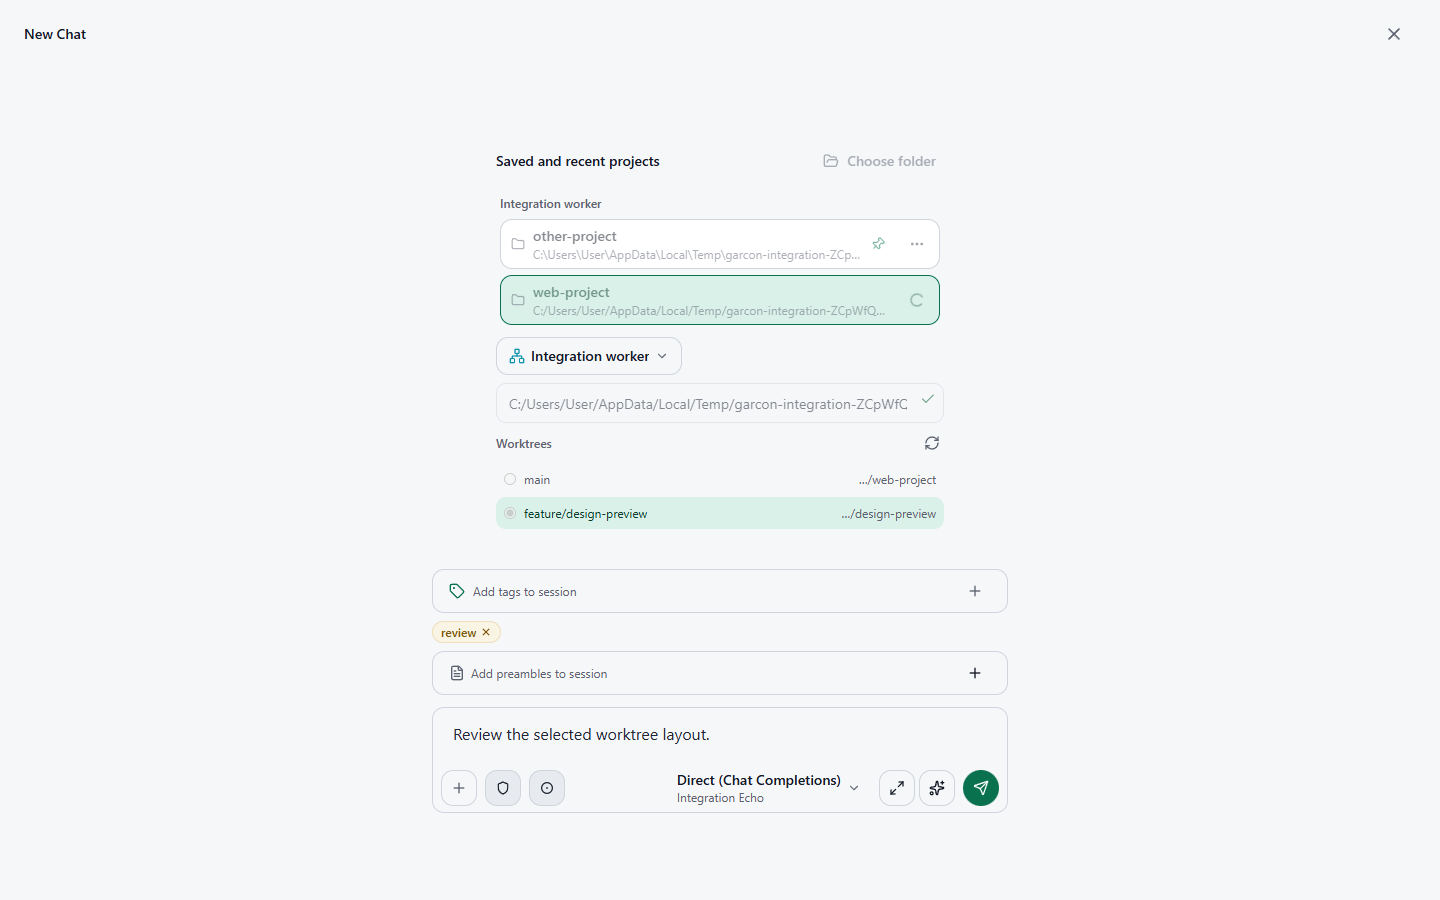 New Chat
Saved and recent projects
Choose folder
Integration worker
other-project
C:\Users\User\AppData\Local\Temp\garcon-integration-ZCp...
web-project
C:/Users/User/AppData/Local/Temp/garcon-integration-ZCpWfQ...
Integration worker
C:/Users/User/AppData/Local/Temp/garcon-integration-ZCpWfQ
Worktrees
main
.../web-project
feature/design-preview
.../design-preview
Add tags to session
review
Add preambles to session
Review the selected worktree layout.
Direct (Chat Completions)
Integration Echo